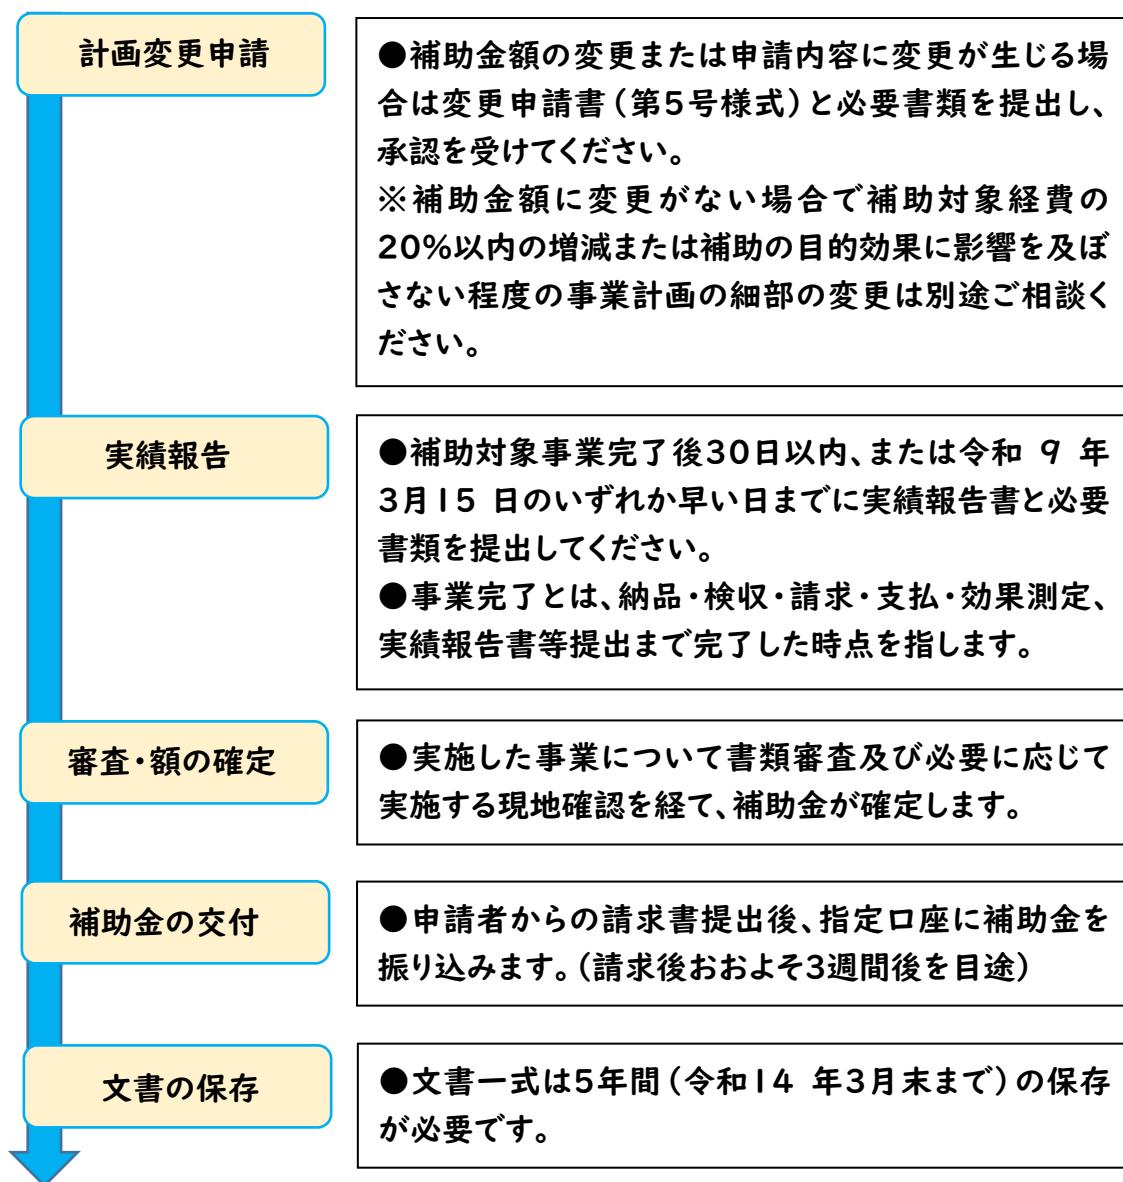 計画変更申請
●補助金額の変更または申請内容に変更が生じる場
合は変更申請書（第5号様式）と必要書類を提出し、
承認を受けてください。
※補助金額に変更がない場合で補助対象経費の
20%以内の増減または補助の目的効果に影響を及ぼ
さない程度の事業計画の細部の変更は別途ご相談く
ださい。
実績報告
●補助対象事業完了後30日以内、または令和 9 年
3月15 日のいずれか早い日までに実績報告書と必要
書類を提出してください。
●事業完了とは、納品・検収・請求・支払・効果測定、
実績報告書等提出まで完了した時点を指します。
審査・額の確定
●実施した事業について書類審査及び必要に応じて
実施する現地確認を経て、補助金が確定します。
補助金の交付
●申請者からの請求書提出後、指定口座に補助金を
振り込みます。（請求後おおよそ3週間後を目途）
文書の保存
●文書一式は5年間（令和14 年3月末まで）の保存
が必要です。